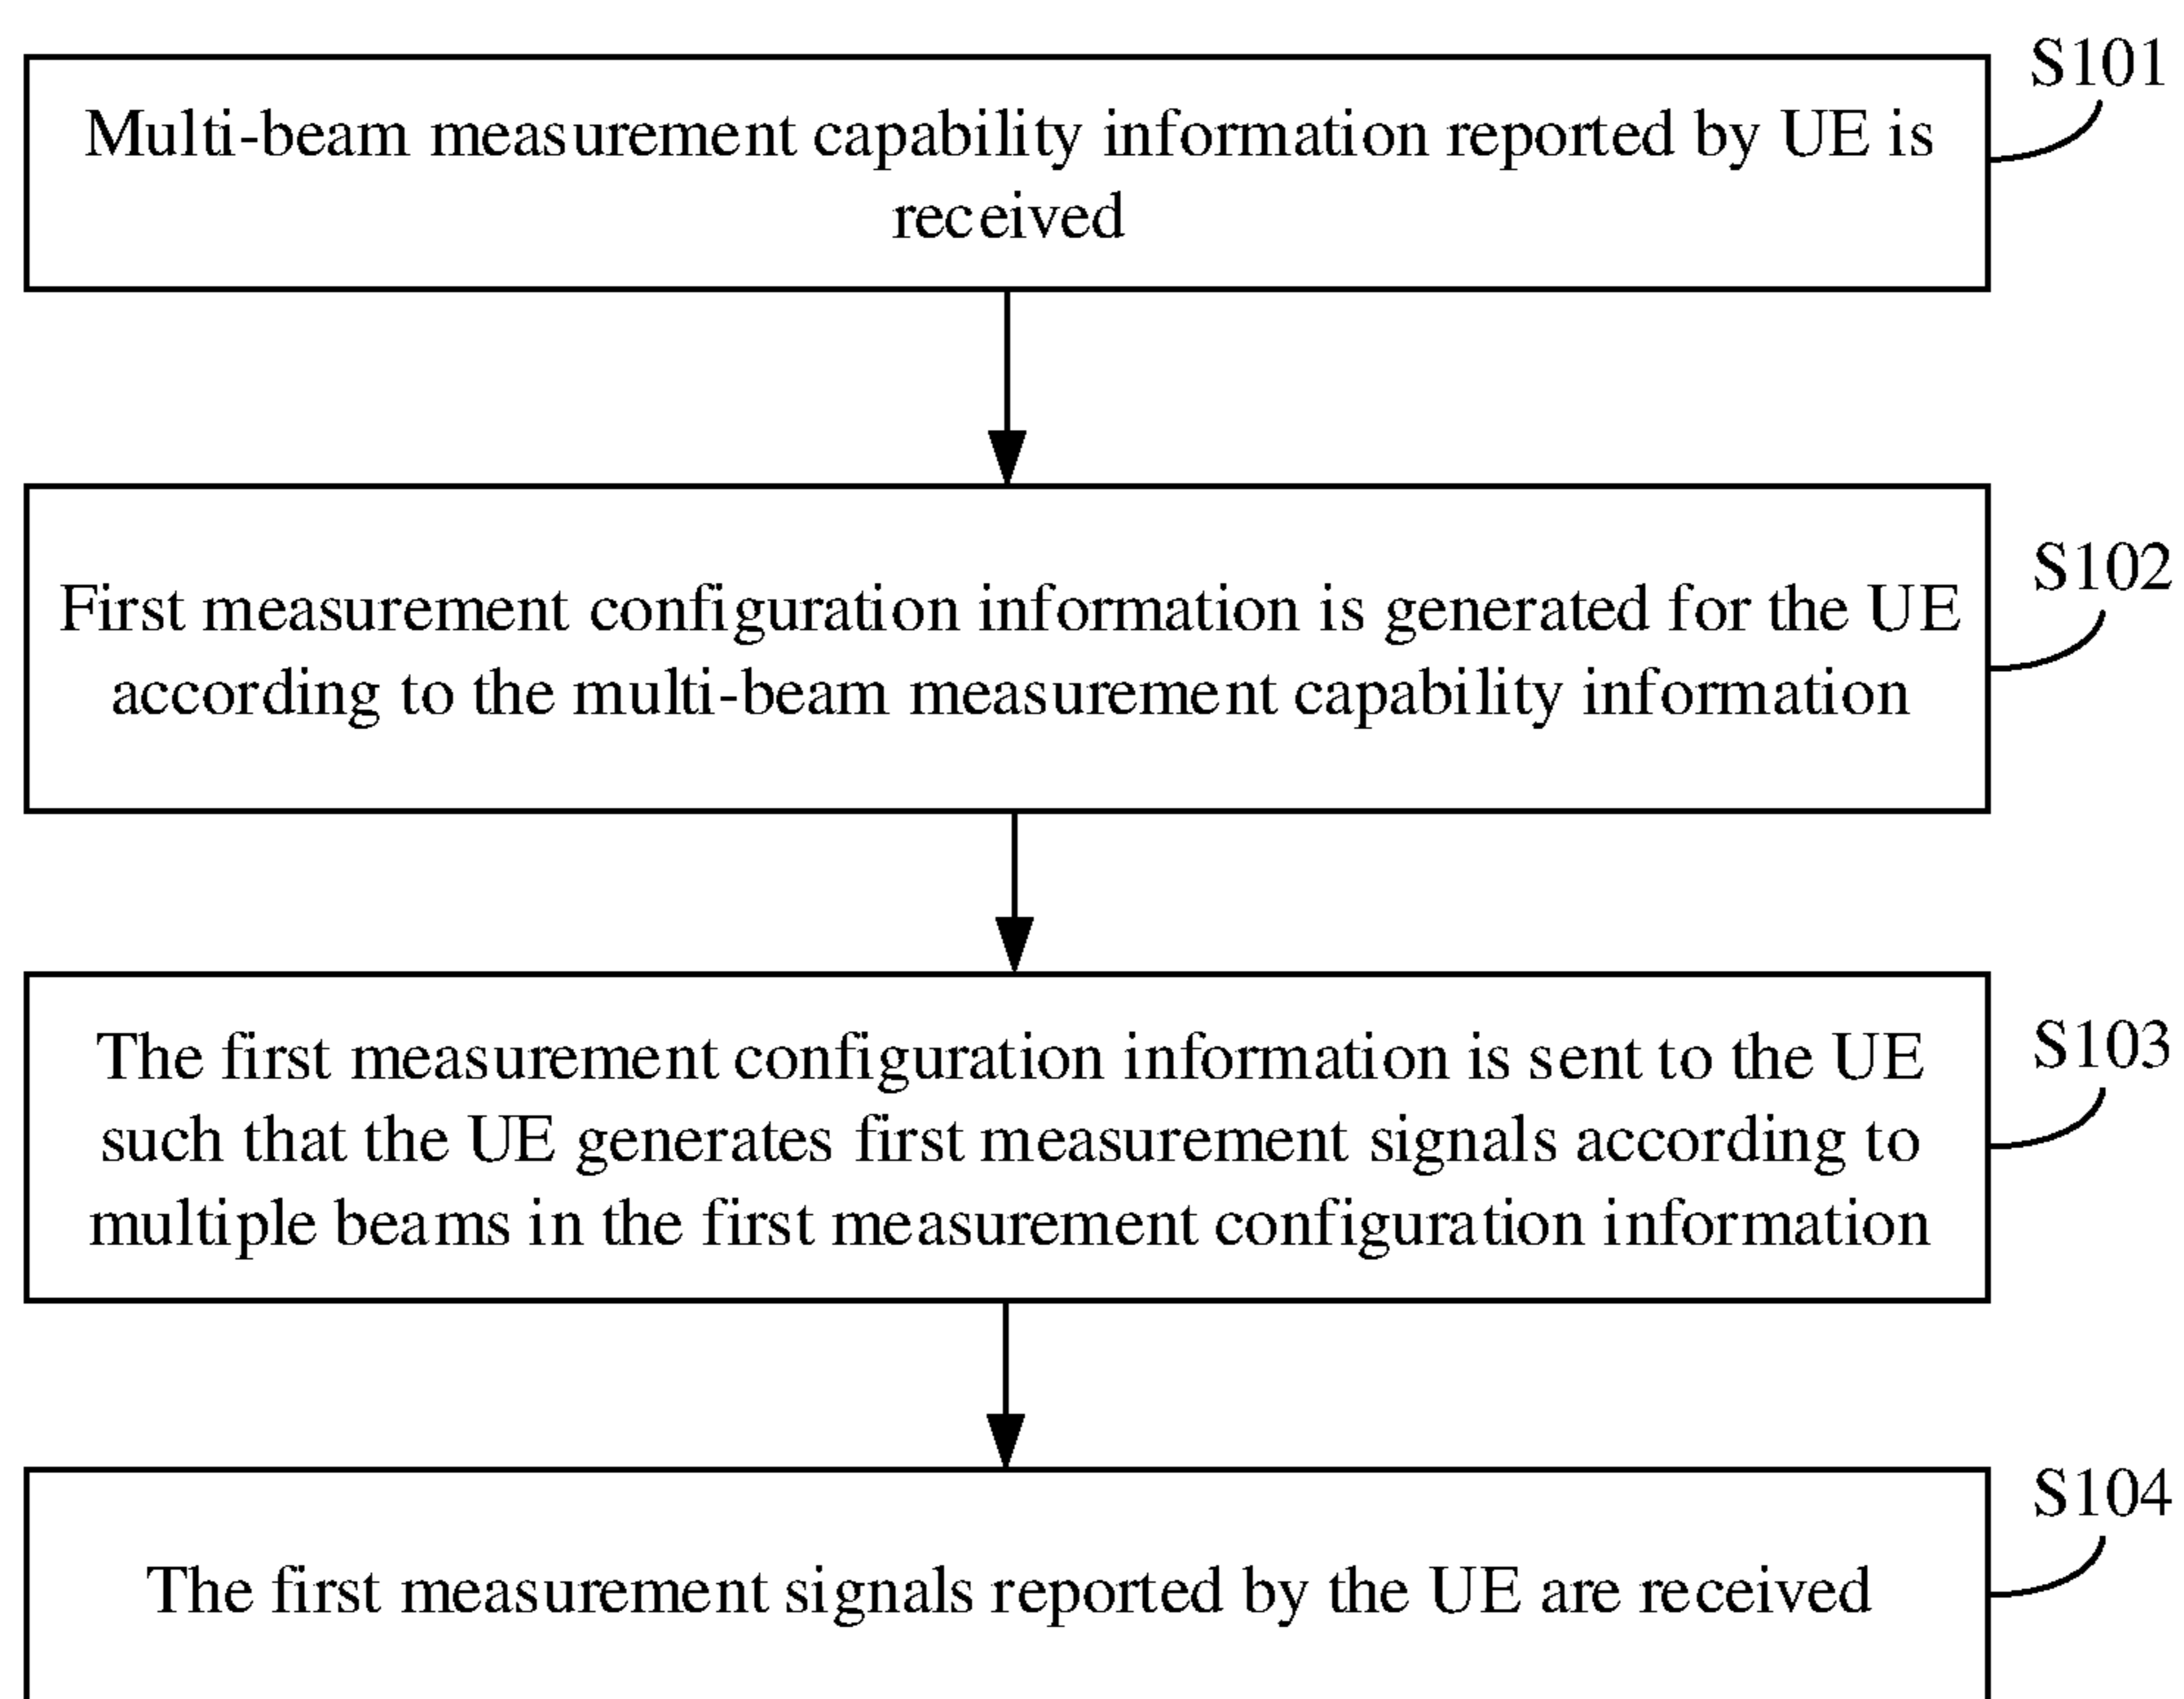 S101
Multi-beam measurement capability information reported by UE is
received
S102
First measurement configuration information is generated for the UE
according to the multi-beam measurement capability information
S103
The first measurement configuration information is sent to the UE
such that the UE generates first measurement signals according to
multiple beams in the first measurement configuration information
S104
The first measurement signals reported by the UE are received